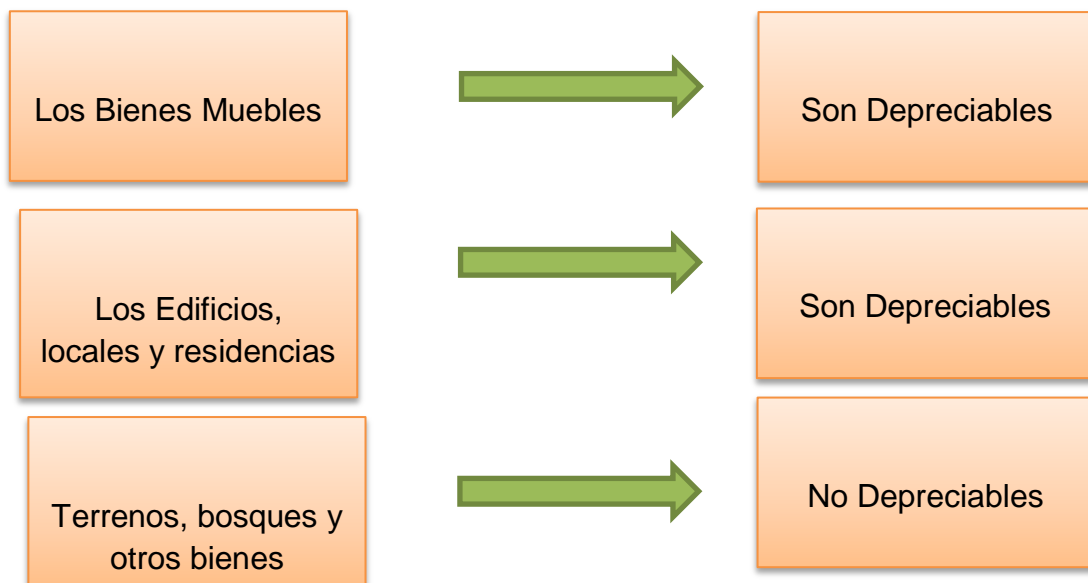 Los Bienes Muebles
Son Depreciables
Los Edificios,
locales y residencias
Son Depreciables
Terrenos, bosques y
otros bienes
No Depreciables